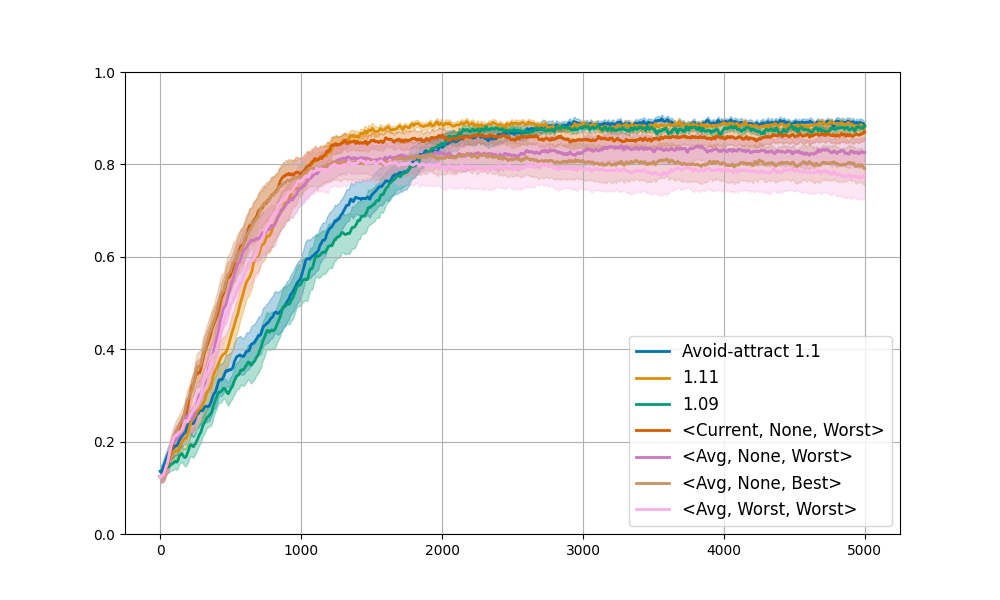 1.0
0.8
0.6
0.4
0.2
0.0
0 1000 2000 3000 4000 5000
Avoid-attract 1.1
1.11
1.09
<Current, None, Worst>
<Avg, None, Worst>
<Avg, None, Best>
<Avg, Worst, Worst>